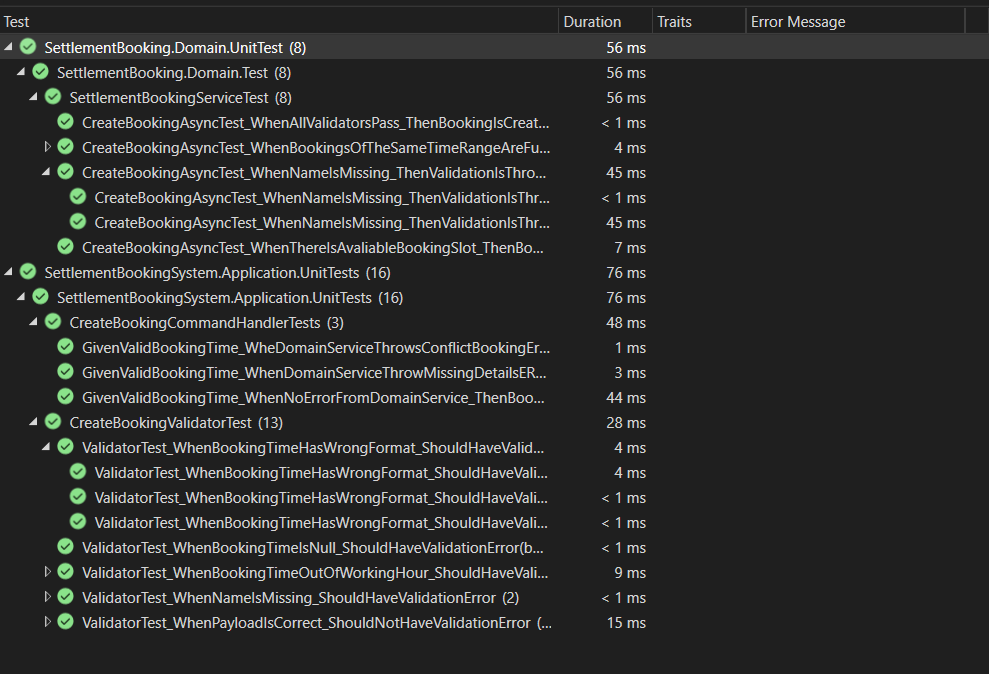 Test Duration Traits Error Message
SettlementBooking.Domain.UnitTest (8) 56 ms
SettlementBooking.Domain.Test (8) 56 ms
SettlementBookingServiceTest (8) 56 ms
CreateBookingAsyncTest_WhenAllValidatorsPass_ThenBookingIsCreat... < 1 ms
CreateBookingAsyncTest_WhenBookingsOfTheSameTimeRangeAreFu... 4 ms
CreateBookingAsyncTest_WhenNameIsMissing_ThenValidationIsThro... 45 ms
CreateBookingAsyncTest_WhenNameIsMissing_ThenValidationIsThr... < 1 ms
CreateBookingAsyncTest_WhenNameIsMissing_ThenValidationIsThr... 45 ms
CreateBookingAsyncTest_WhenThereIsAvaliableBookingSlot_ThenBo... 7 ms
SettlementBookingSystem.Application.UnitTests (16) 76 ms
SettlementBookingSystem.Application.UnitTests (16) 76 ms
CreateBookingCommandHandlerTests (3) 48 ms
GivenValidBookingTime_WheDomainServiceThrowsConflictBookingEr... 1 ms
GivenValidBookingTime_WhenDomainServiceThrowMissingDetailsER... 3 ms
GivenValidBookingTime_WhenNoErrorFromDomainService_ThenBoo... 44 ms
CreateBookingValidatorTest (13) 28 ms
ValidatorTest_WhenBookingTimeHasWrongFormat_ShouldHaveValid... 4 ms
ValidatorTest_WhenBookingTimeHasWrongFormat_ShouldHaveVali... 4 ms
ValidatorTest_WhenBookingTimeHasWrongFormat_ShouldHaveVali... < 1 ms
ValidatorTest_WhenBookingTimeHasWrongFormat_ShouldHaveVali... < 1 ms
ValidatorTest_WhenBookingTimeIsNull_ShouldHaveValidationError(b... < 1 ms
ValidatorTest_WhenBookingTimeOutOfWorkingHour_ShouldHaveVali... 9 ms
ValidatorTest_WhenNameIsMissing_ShouldHaveValidationError (2) < 1 ms
ValidatorTest_WhenPayloadIsCorrect_ShouldNotHaveValidationError (... 15 ms